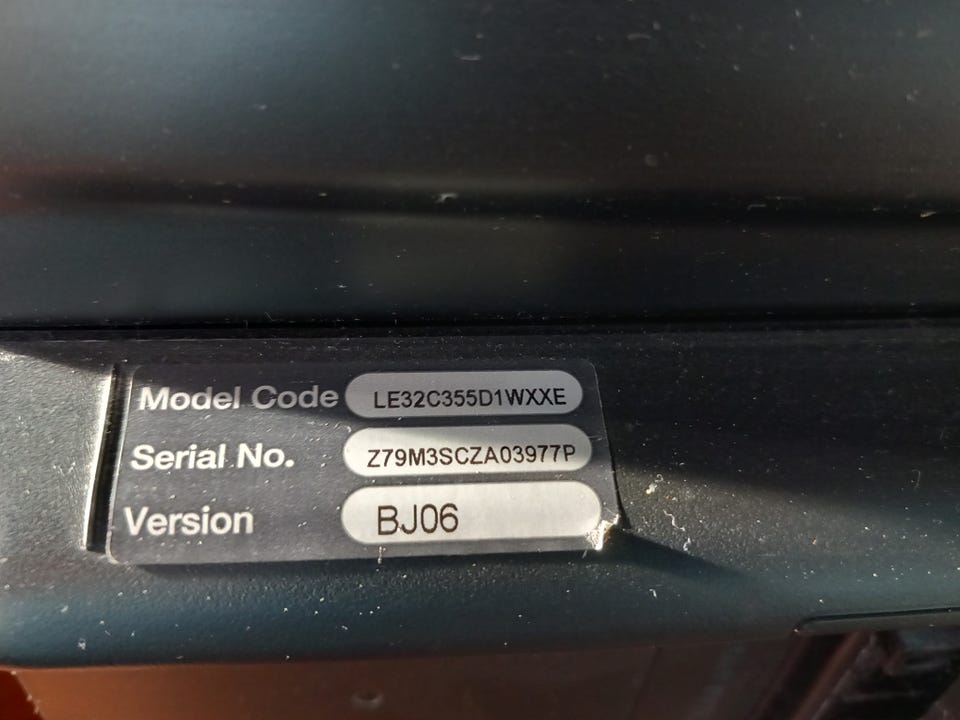 Model Code LE32C355D1WXXE
Serial No. Z79M3SCZA03977P
Version BJ06